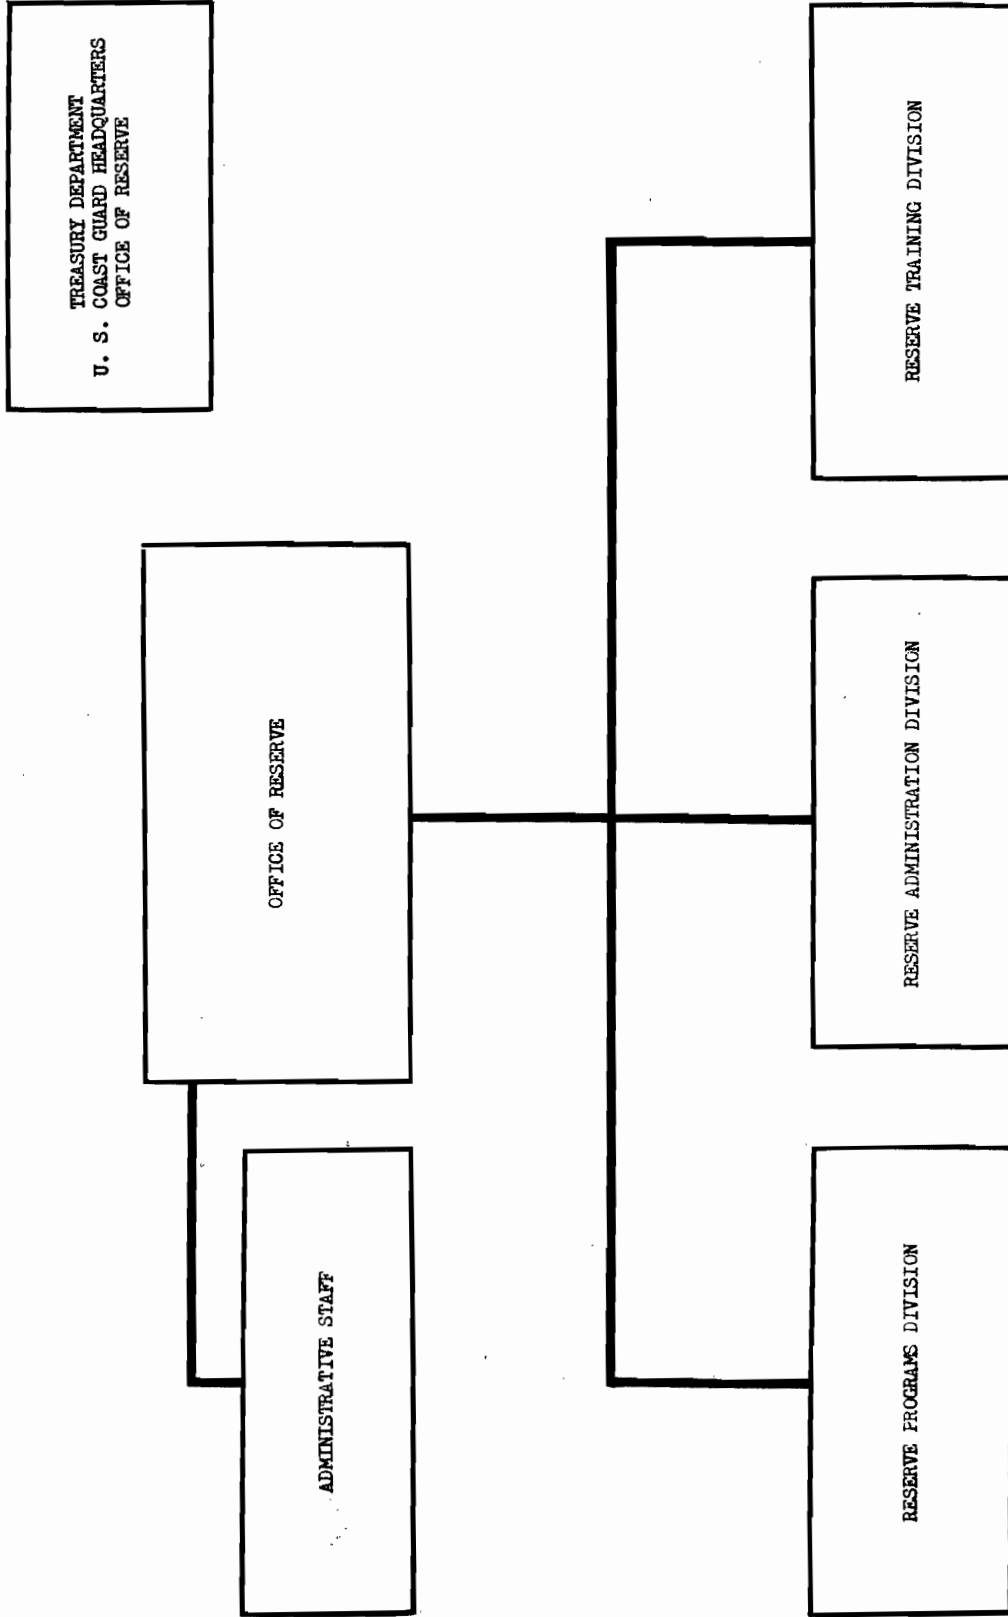 TREASURY DEPARTMENT
U. S. COAST GUARD HEADQUARTERS
OFFICE OF RESERVE
OFFICE OF RESERVE
ADMINISTRATIVE STAFF
RESERVE PROGRAMS DIVISION
RESERVE ADMINISTRATION DIVISION
RESERVE TRAINING DIVISION